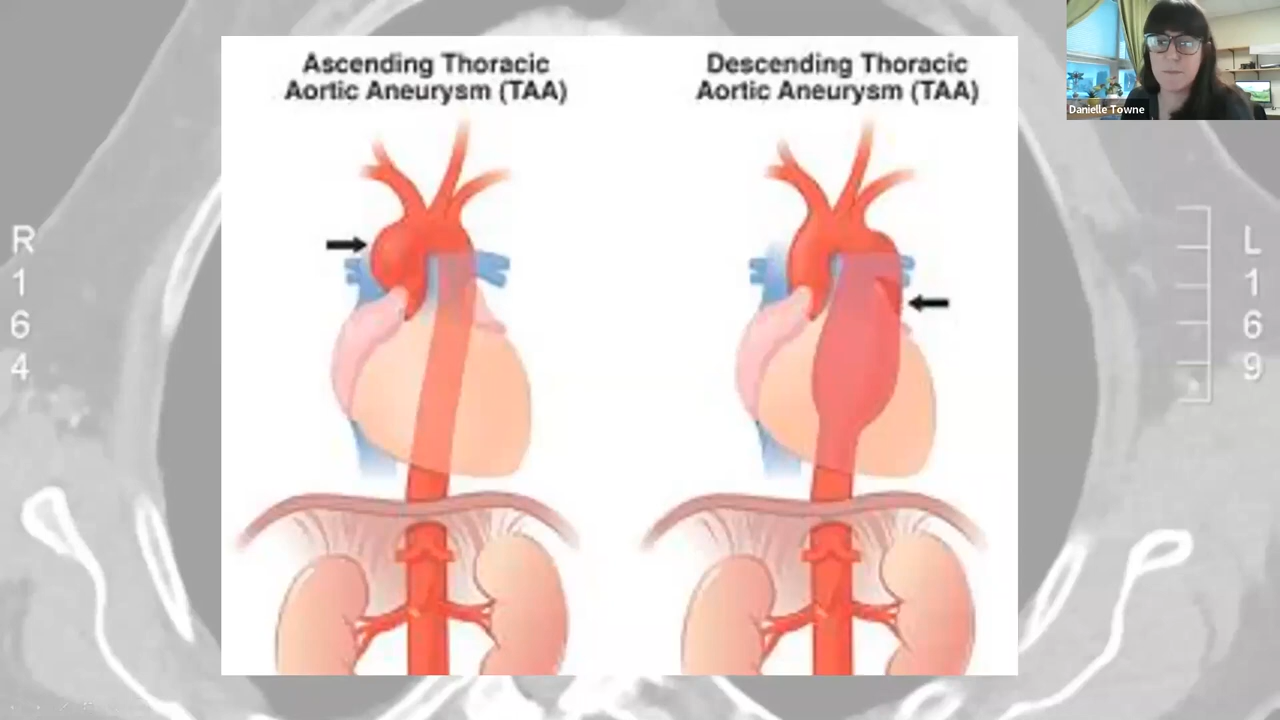 Ascending Thoracic
Aortic Aneurysm (TAA)
Descending Thoracic
Aortic Aneurysm (TAA)
Danielle Towne
R
1
6
4
L
1
6
9